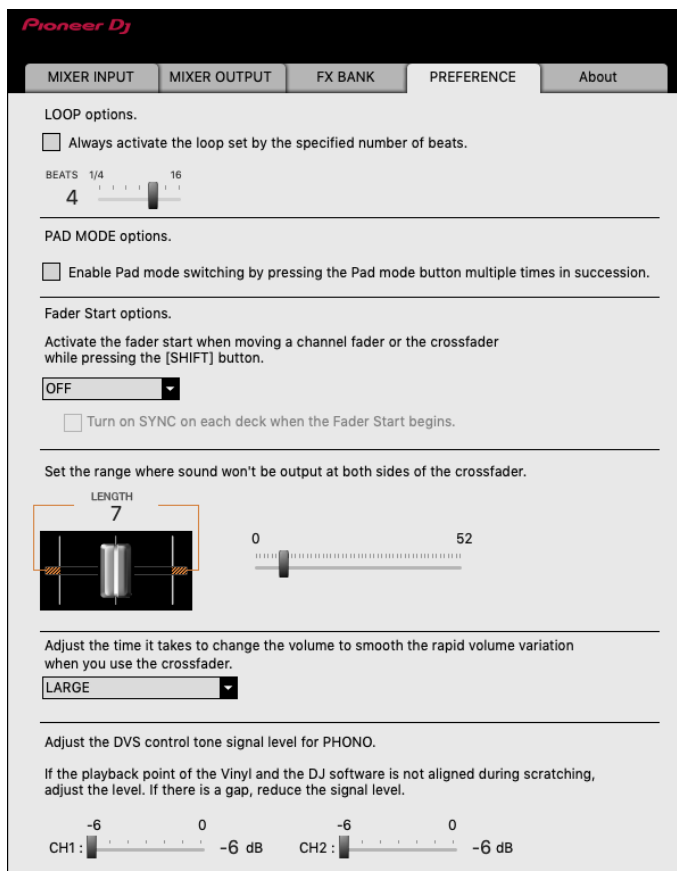 Pioneer Dj
MIXER INPUT MIXER OUTPUT FX BANK PREFERENCE About
LOOP options.
Always activate the loop set by the specified number of beats.
BEATS 1/4 16
4
PAD MODE options.
Enable Pad mode switching by pressing the Pad mode button multiple times in succession.
Fader Start options.
Activate the fader start when moving a channel fader or the crossfader
while pressing the [SHIFT] button.
OFF
Turn on SYNC on each deck when the Fader Start begins.
Set the range where sound won't be output at both sides of the crossfader.
LENGTH
7
0 52
Adjust the time it takes to change the volume to smooth the rapid volume variation
when you use the crossfader.
LARGE
Adjust the DVS control tone signal level for PHONO.
If the playback point of the Vinyl and the DJ software is not aligned during scratching,
adjust the level. If there is a gap, reduce the signal level.
-6 0 -6 0
CH1 : -6 dB CH2 : -6 dB